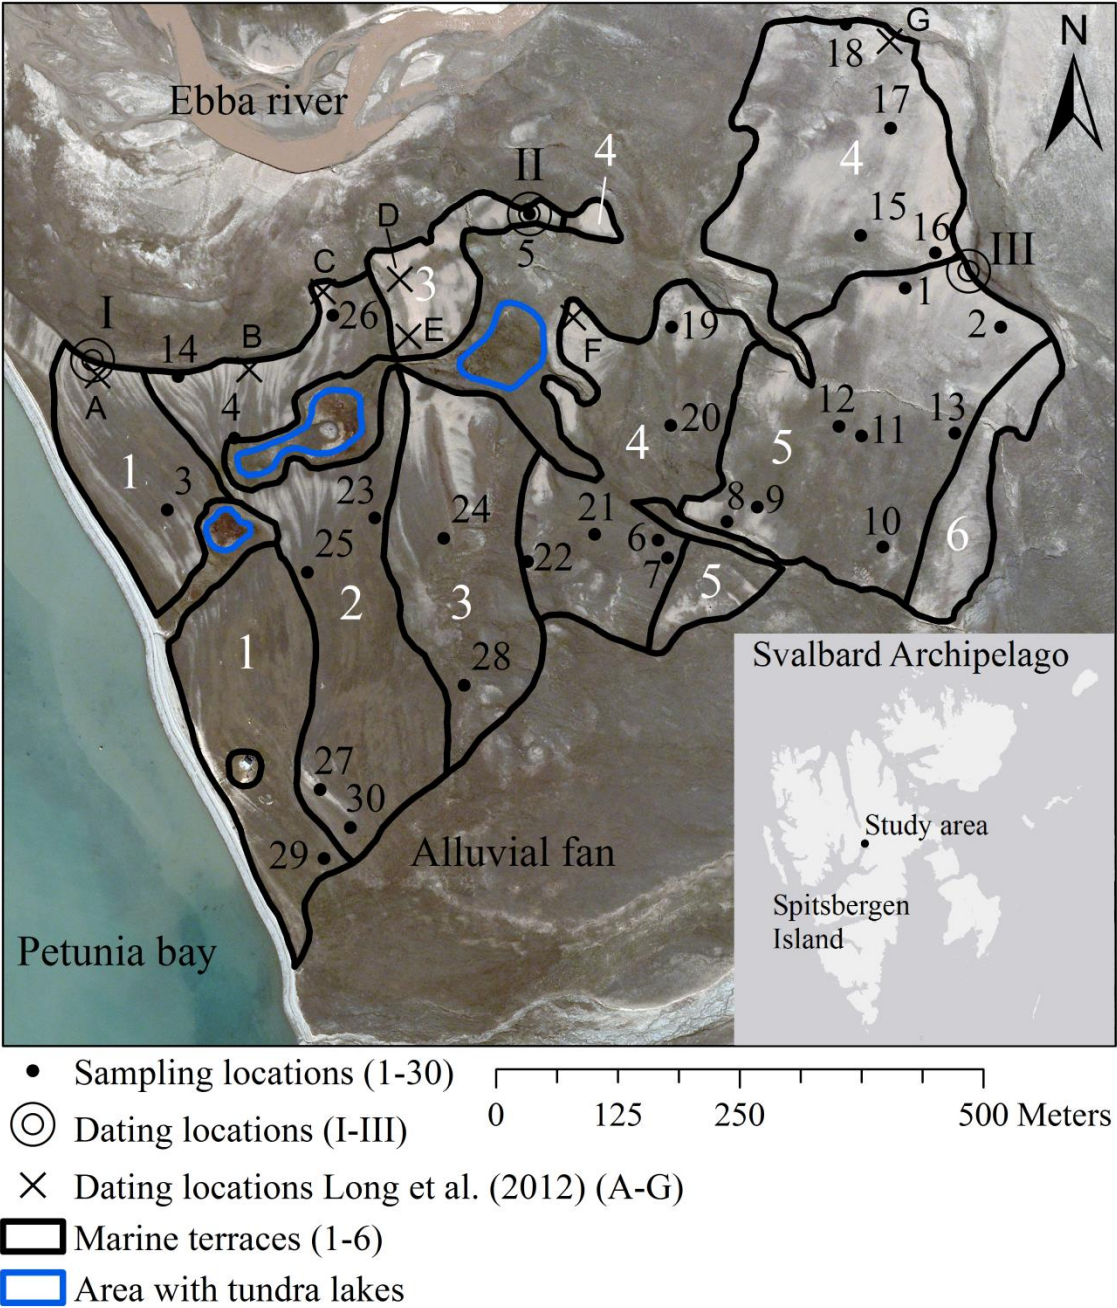 G
N
18
Ebba river
17
II
4
4
D
15
16
III
C
5
3
1
I
26
E
2
14
B
F
19
A
4
12
11
13
20
1
3
4
5
23
24
8
9
21
10
6
25
22
6
7
2
3
5
1
28
Svalbard Archipelago
27
30
Study area
29
Alluvial fan
Spitsbergen
Island
Petunia bay
Sampling locations (1-30)
0 125 250 500 Meters
Dating locations (I-III)
Dating locations Long et al. (2012) (A-G)
Marine terraces (1-6)
Area with tundra lakes